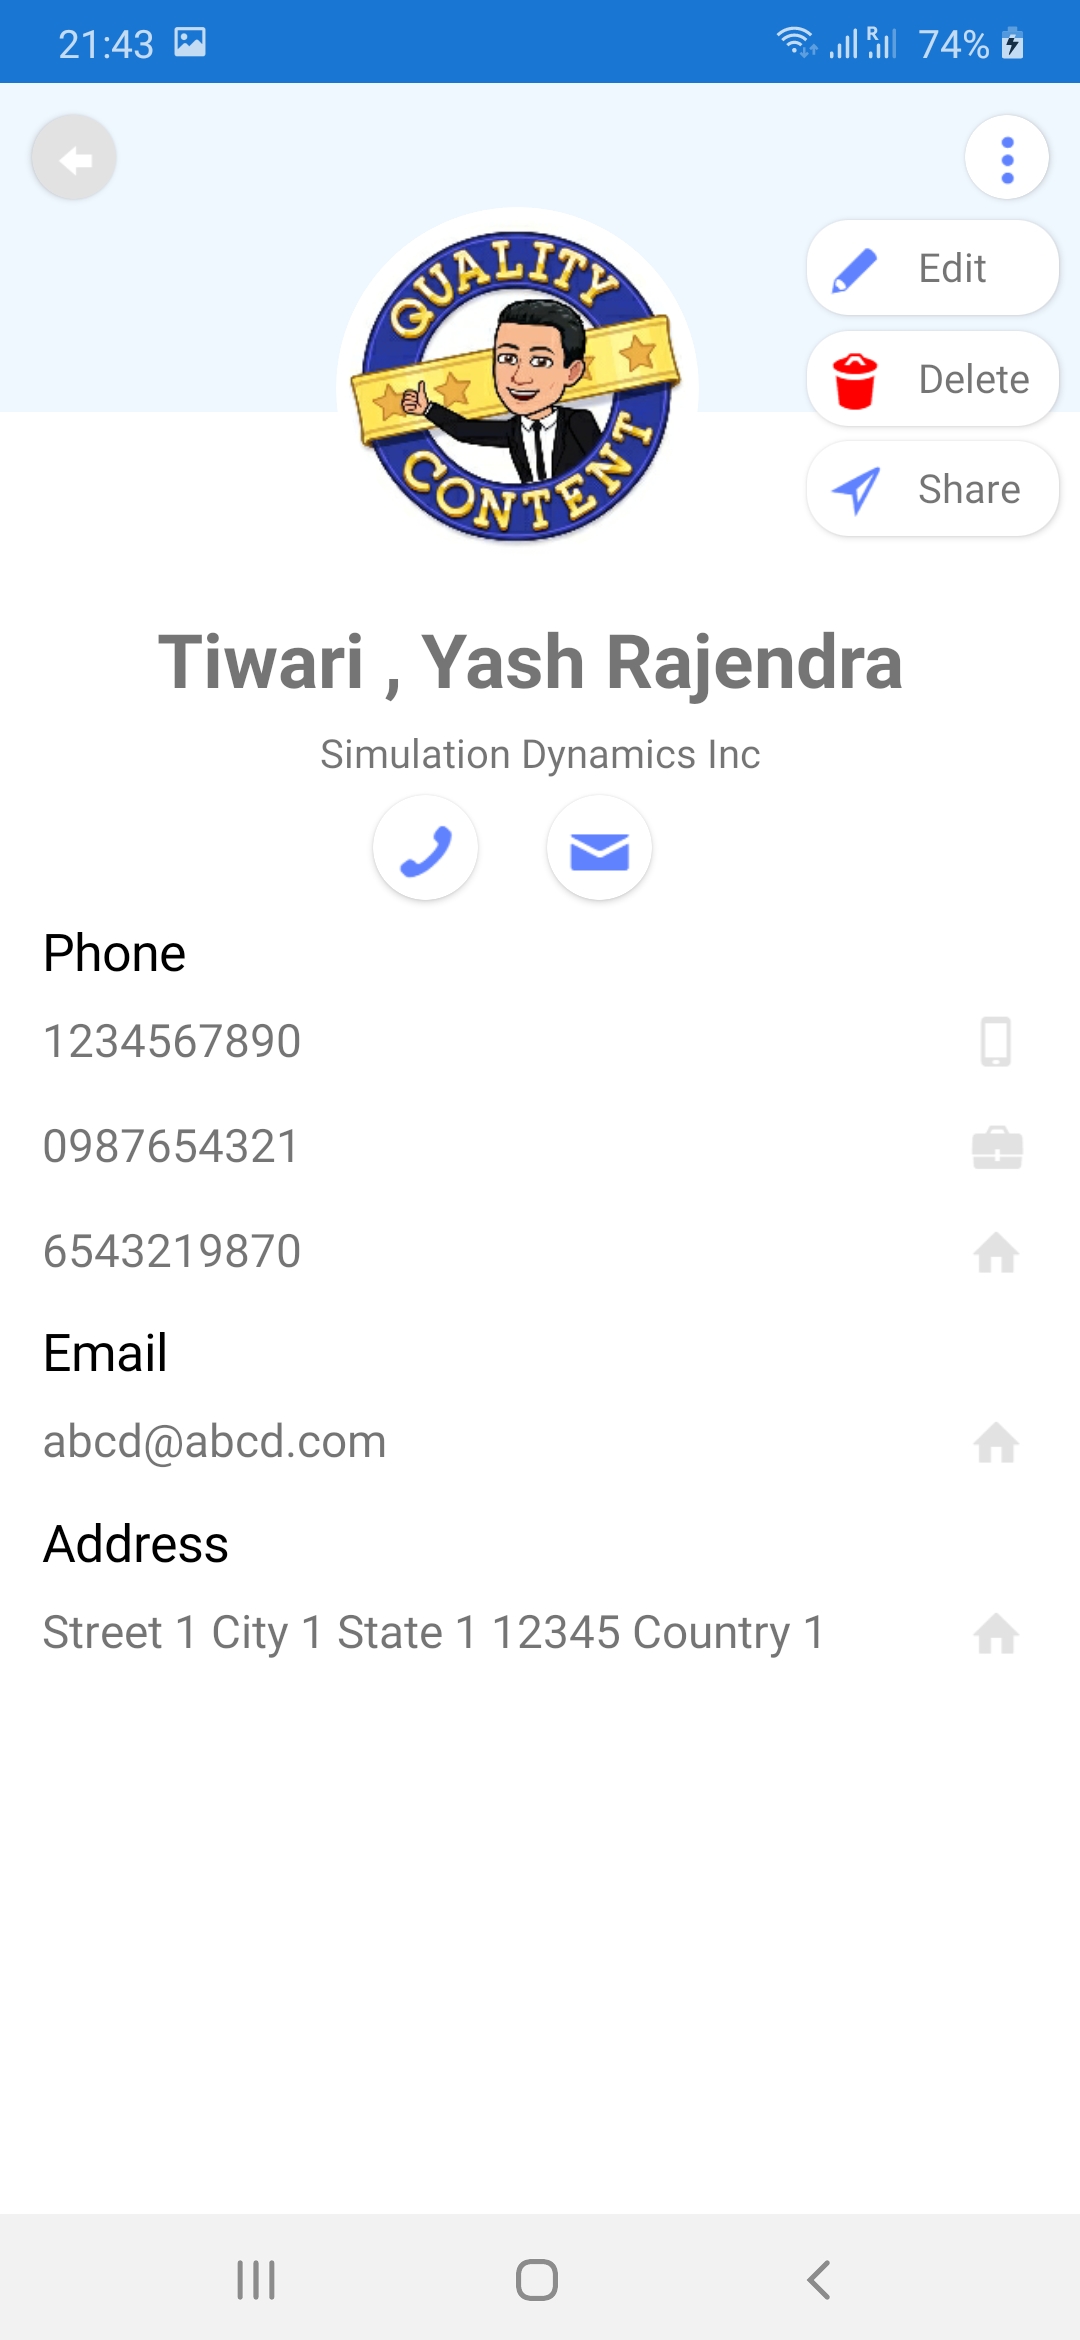 21:43
R 74%
QUALITY
CONTENT
Edit
Delete
Share
Tiwari , Yash Rajendra
Simulation Dynamics Inc
Phone
1234567890
0987654321
6543219870
Email
abcd@abcd.com
Address
Street 1 City 1 State 1 12345 Country 1